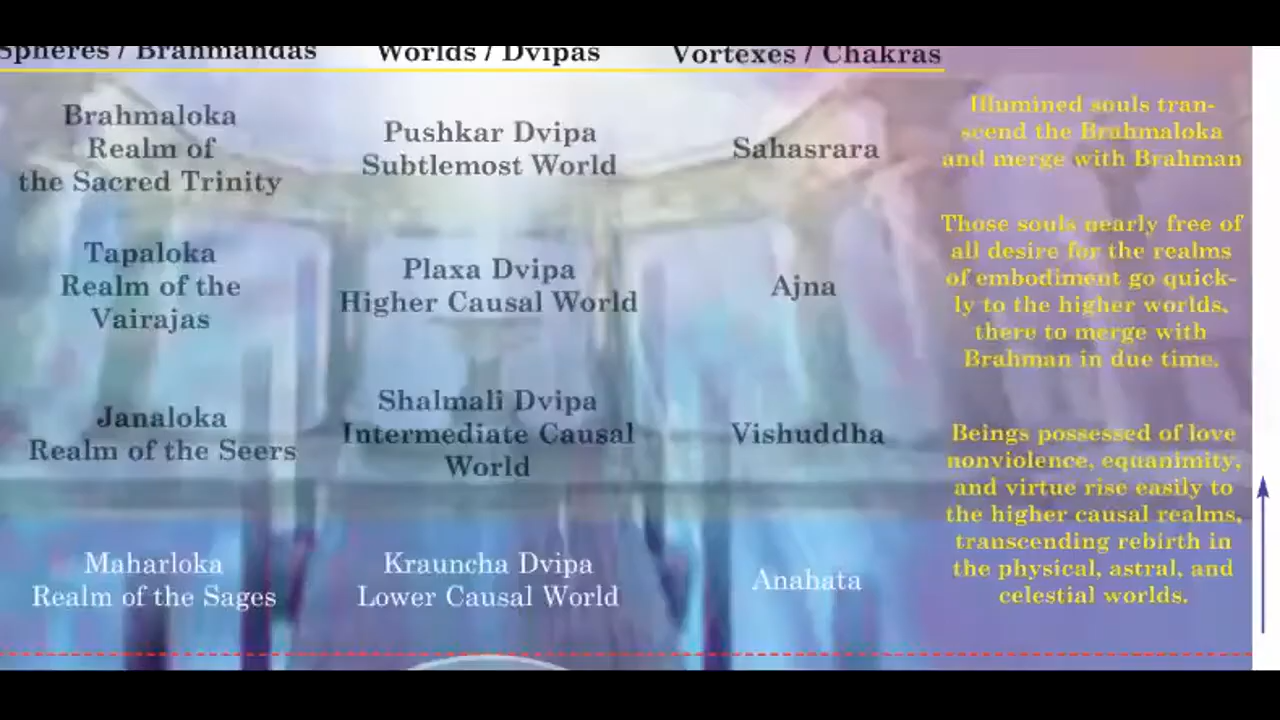 Spheres / Brahmandas
Worlds / Dvipas
Vortexes / Chakras
Brahmaloka
Realm of
the Sacred Trinity
Pushkar Dvipa
Subtlemost World
Sahasrara
Illumined souls tran-
scend the Brahmaloka
and merge with Brahman
Tapaloka
Realm of the
Vairajas
Plaxa Dvipa
Higher Causal World
Ajna
Those souls nearly free of
all desire for the realms
of embodiment go quick-
ly to the higher worlds,
there to merge with
Brahman in due time.
Janaloka
Realm of the Seers
Shalmali Dvipa
Intermediate Causal
World
Vishuddha
Beings possessed of love
nonviolence, equanimity,
and virtue rise easily to
the higher causal realms,
transcending rebirth in
the physical, astral, and
celestial worlds.
Maharloka
Realm of the Sages
Krauncha Dvipa
Lower Causal World
Anahata